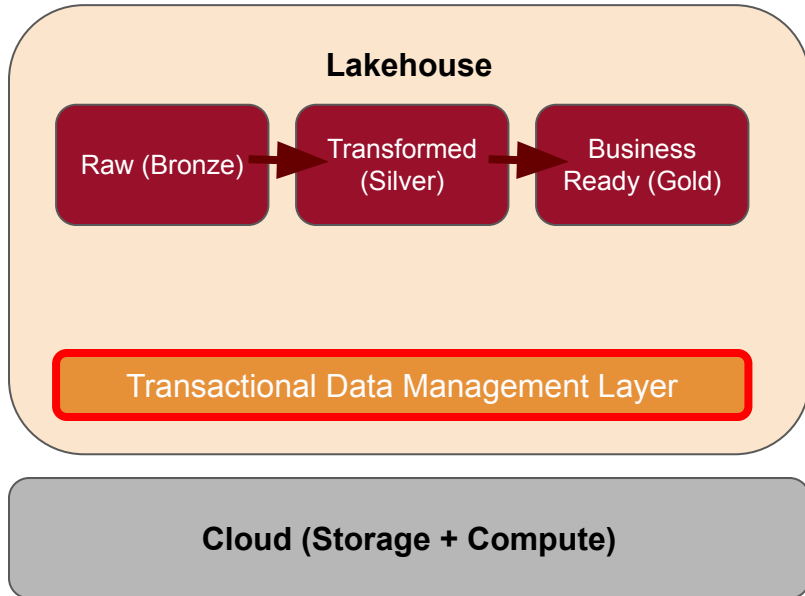 Lakehouse
Raw (Bronze)
Transformed
(Silver)
Business
Ready (Gold)
Transactional Data Management Layer
Cloud (Storage + Compute)